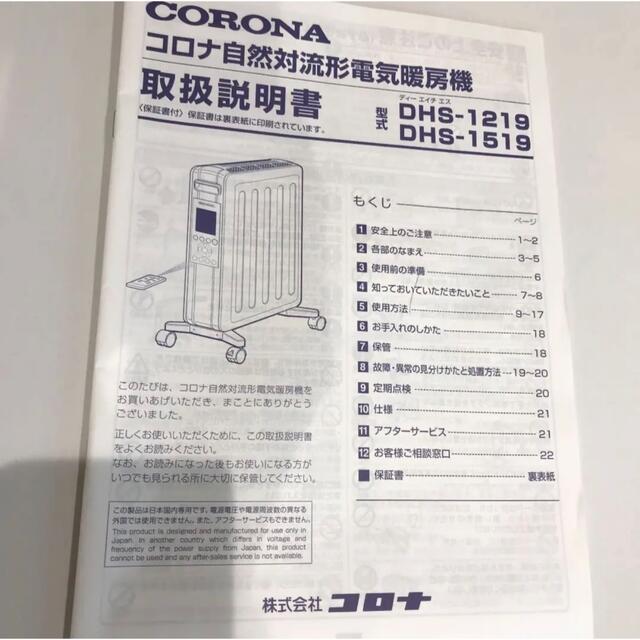 CORONA
コロナ自然対流形電気暖房機
取扱説明書
〈保証書付〉保証書は裏表紙に印刷されています。
型式
ディー エイチ エス
DHS-1219
DHS-1519
もくじ
ページ
1 安全上のご注意 1~2
2 各部のなまえ 3~5
3 使用前の準備 6
4 知っておいていただきたいこと 7~8
5 使用方法 9~17
6 お手入れのしかた 18
7 保管 18
8 故障・異常の見分けかたと処置方法 19~20
9 定期点検 20
10 仕様 21
11 アフターサービス 21
12 お客様ご相談窓口 22
■ 保証書 裏表紙
このたびは、コロナ自然対流形電気暖房機を
お買いあげいただき、まことにありがとう
ございました。
正しくお使いいただくために、この取扱説明書
をよくお読みください。
なお、お読みになった後もお使いになる方が
いつでも見られる所に大切に保管してください。
この製品は日本国内専用です。電源電圧や電源周波数の異なる
外国では使用できません。また、アフターサービスもできません。
This product is designed and manufactured for use only in
Japan. In another country which differs in voltage and
frequency of the power supply from Japan, this product
cannot be used and any after-sales service is not available.
株式会社 コロナ